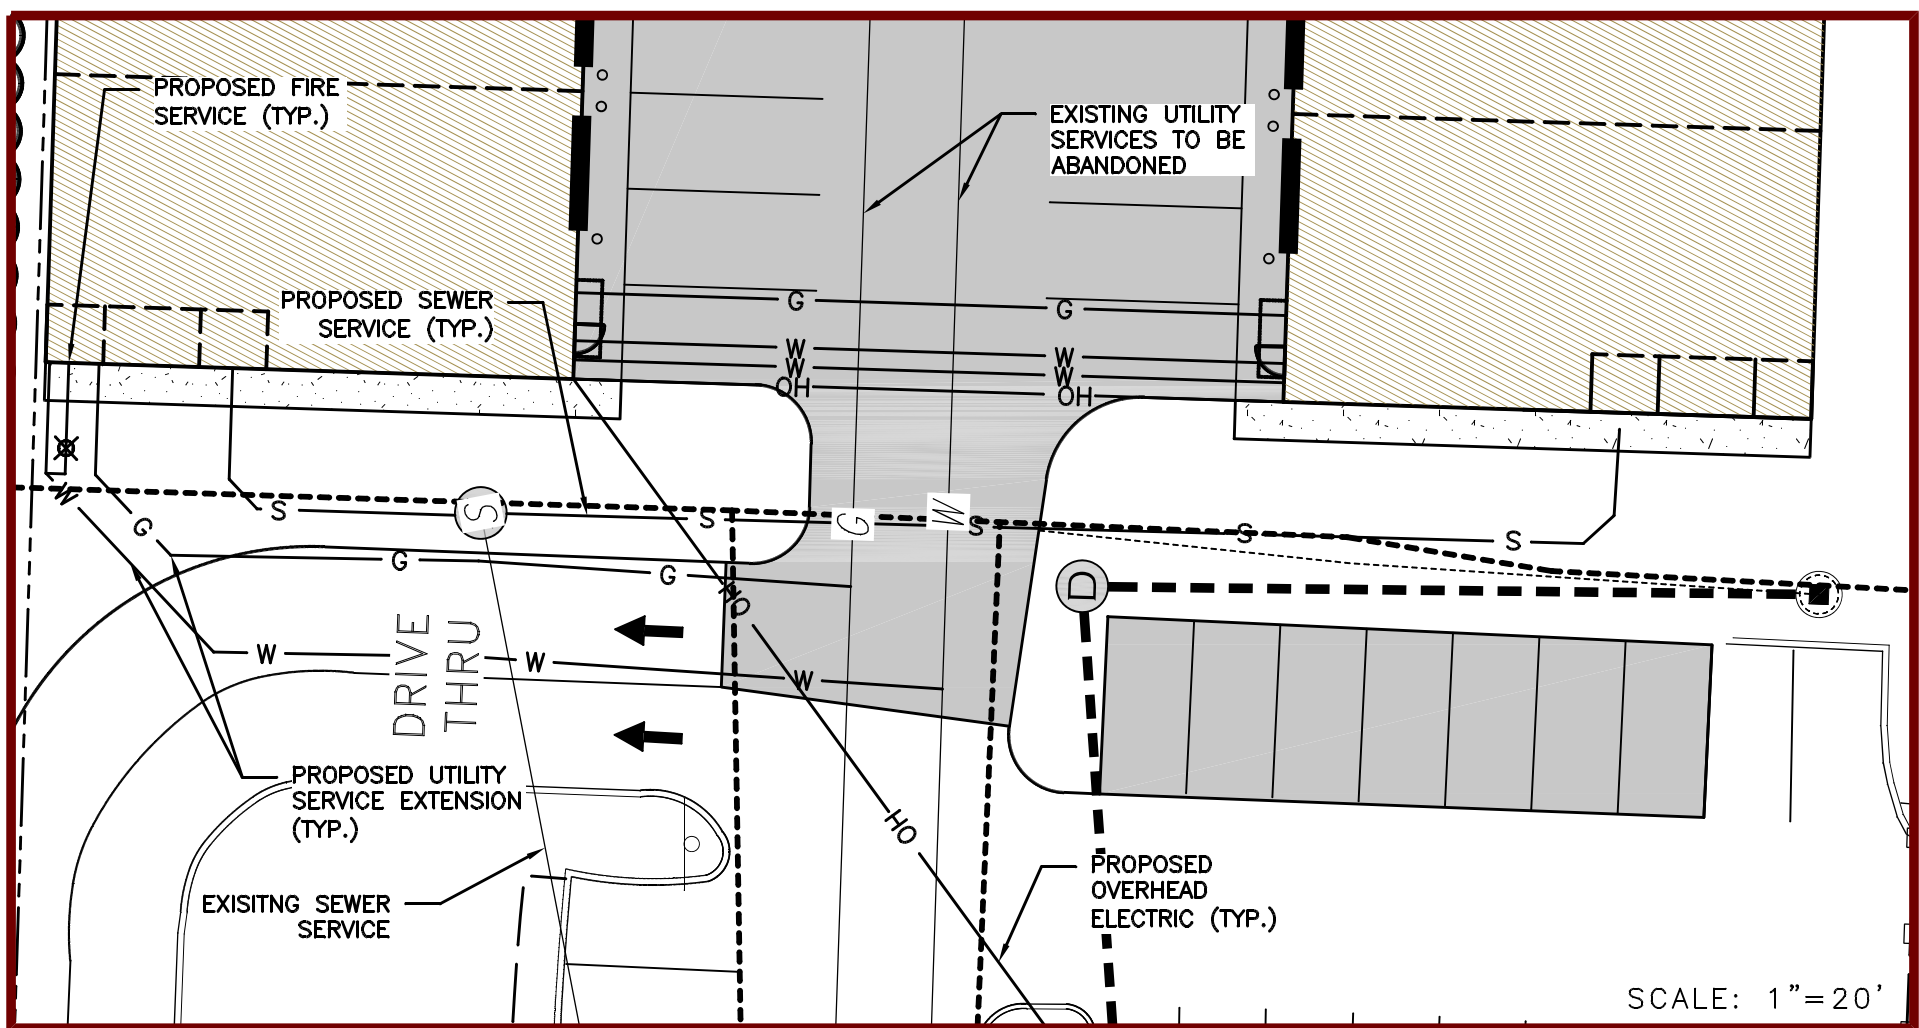 PROPOSED FIRE
SERVICE (TYP.)
EXISTING UTILITY
SERVICES TO BE
ABANDONED
PROPOSED SEWER
SERVICE (TYP.)
G
G
W
W
W
W
OH
OH
W
G
S
S
S
G
W
S
S
S
G
G
D
OH
DRIVE
THRU
W
W
W
PROPOSED UTILITY
SERVICE EXTENSION
(TYP.)
OH
EXISITNG SEWER
SERVICE
PROPOSED
OVERHEAD
ELECTRIC (TYP.)
SCALE: 1"=20'